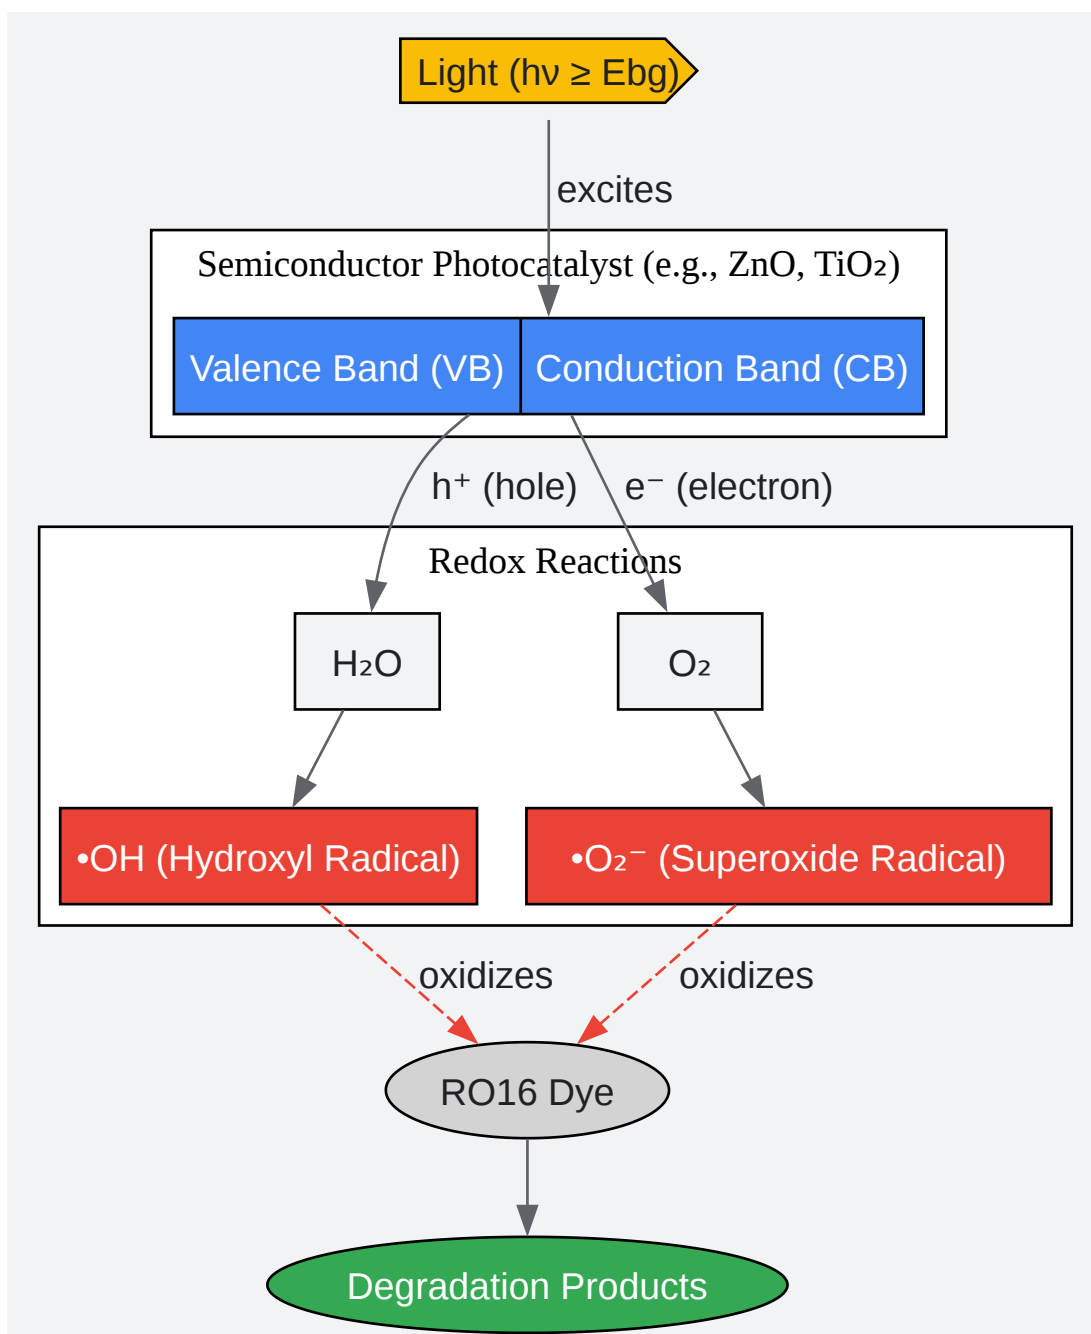 Light (hν ≥ Ebg)
excites
Semiconductor Photocatalyst (e.g., ZnO, TiO₂)
Valence Band (VB)
Conduction Band (CB)
h⁺ (hole)
e⁻ (electron)
Redox Reactions
H₂O
O₂
•OH (Hydroxyl Radical)
•O₂⁻ (Superoxide Radical)
oxidizes
oxidizes
RO16 Dye
Degradation Products